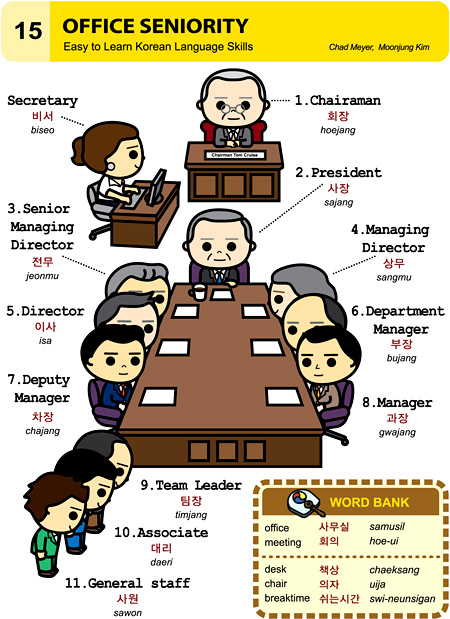 15
OFFICE SENIORITY
Easy to Learn Korean Language Skills
Chad Meyer, Moonjung Kim
Secretary
비서
biseo
1.Chairaman
회장
hoejang
Chairman Tom Cruise
2.President
사장
sajang
3.Senior
Managing
Director
전무
jeonmu
4.Managing
Director
상무
sangmu
5.Director
이사
isa
6.Department
Manager
부장
bujang
7.Deputy
Manager
차장
chajang
8.Manager
과장
gwajang
9.Team Leader
팀장
timjang
10.Associate
대리
daeri
11.General staff
사원
sawon
WORD BANK
office 사무실 samusil
meeting 회의 hoe-ui
desk 책상 chaeksang
chair 의자 uija
breaktime 쉬는시간 swi-neunsigan